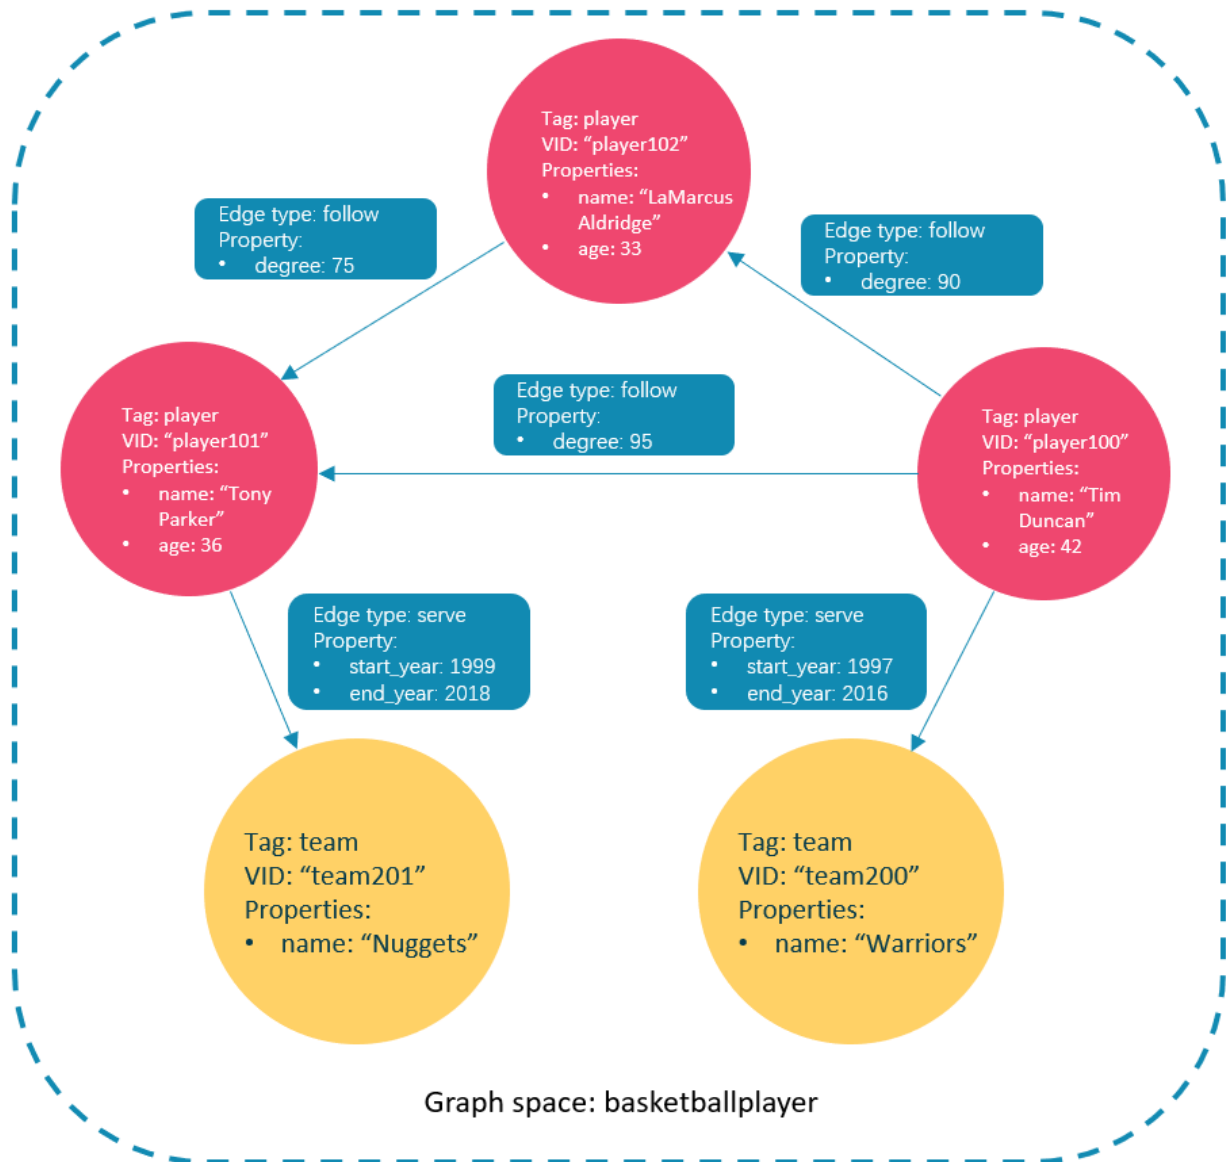 Tag: player
VID: “player102”
Properties:
• name: “LaMarcus
Aldridge”
• age: 33
Edge type: follow
Property:
• degree: 75
Edge type: follow
Property:
• degree: 90
Edge type: follow
Property:
• degree: 95
Tag: player
VID: “player101”
Properties:
• name: “Tony
Parker”
• age: 36
Tag: player
VID: “player100”
Properties:
• name: “Tim
Duncan”
• age: 42
Edge type: serve
Property:
• start_year: 1999
• end_year: 2018
Edge type: serve
Property:
• start_year: 1997
• end_year: 2016
Tag: team
VID: “team201”
Properties:
• name: “Nuggets”
Tag: team
VID: “team200”
Properties:
• name: “Warriors”
Graph space: basketballplayer